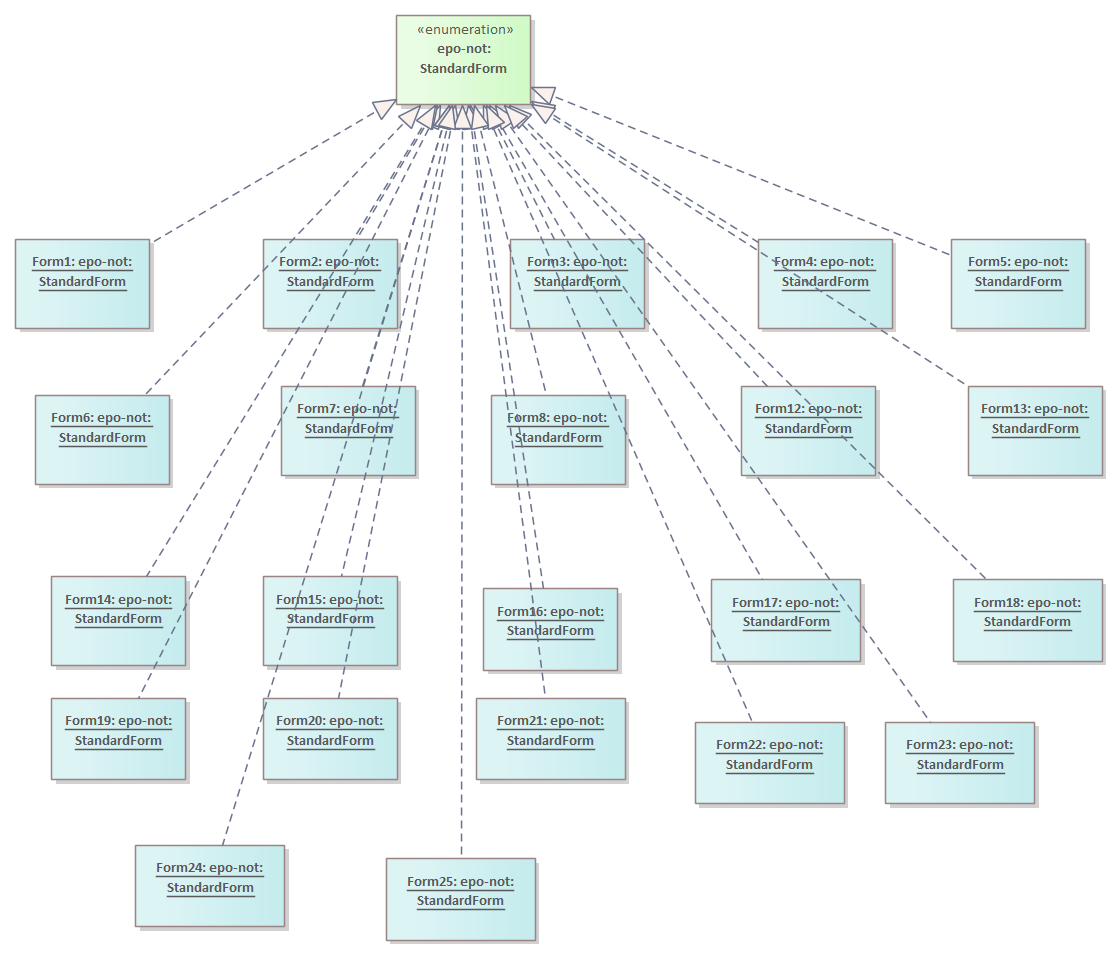 «enumeration»
epo-not:
StandardForm
Form1: epo-not:
StandardForm
Form2: epo-not:
StandardForm
Form3: epo-not:
StandardForm
Form4: epo-not:
StandardForm
Form5: epo-not:
StandardForm
Form6: epo-not:
StandardForm
Form7: epo-not:
StandardForm
Form8: epo-not:
StandardForm
Form12: epo-not:
StandardForm
Form13: epo-not:
StandardForm
Form14: epo-not:
StandardForm
Form15: epo-not:
StandardForm
Form16: epo-not:
StandardForm
Form17: epo-not:
StandardForm
Form18: epo-not:
StandardForm
Form19: epo-not:
StandardForm
Form20: epo-not:
StandardForm
Form21: epo-not:
StandardForm
Form22: epo-not:
StandardForm
Form23: epo-not:
StandardForm
Form24: epo-not:
StandardForm
Form25: epo-not:
StandardForm